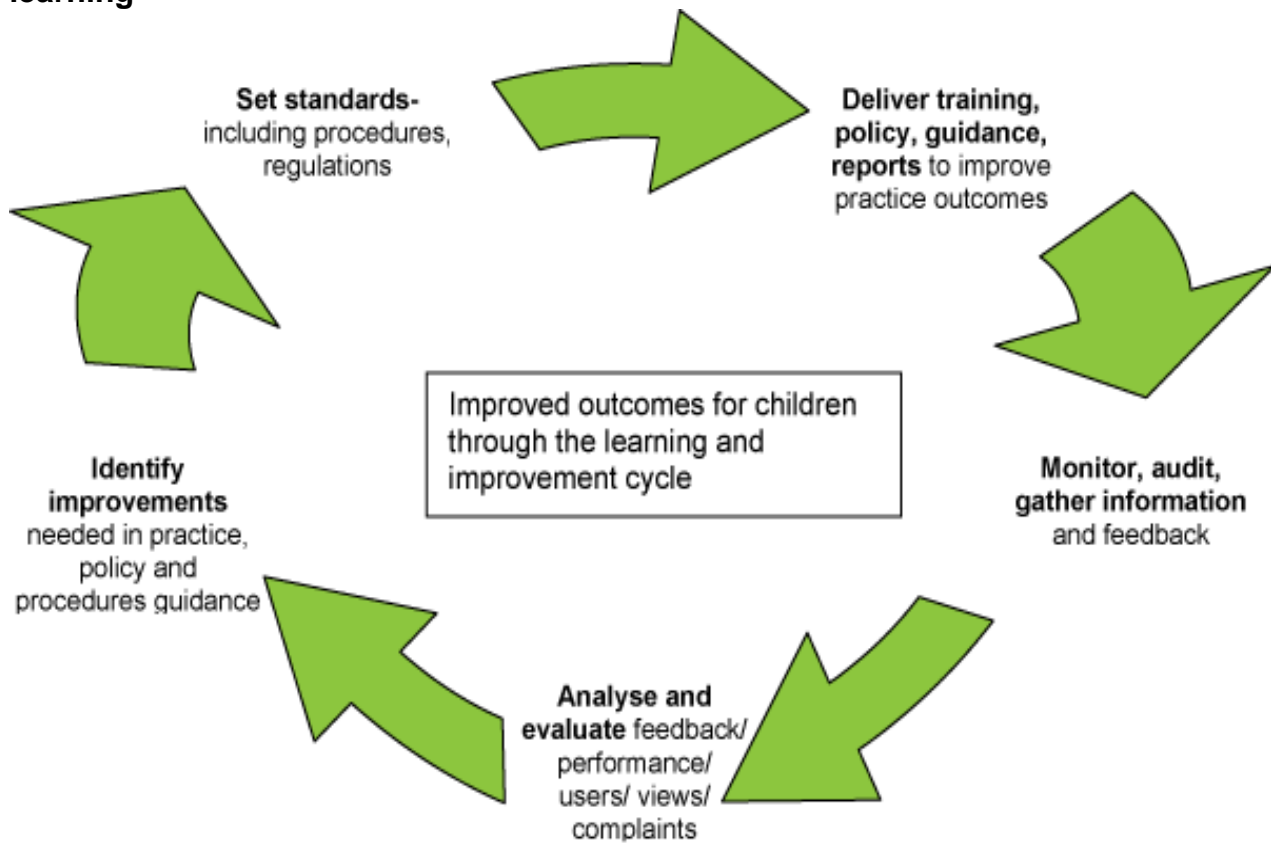 learning
Set standards-
including procedures,
regulations
Deliver training,
policy, guidance,
reports to improve
practice outcomes
Monitor, audit,
gather information
and feedback
Analyse and
evaluate feedback/
performance/
users/ views/
complaints
Identify
improvements
needed in practice,
policy and
procedures guidance
Improved outcomes for children
through the learning and
improvement cycle